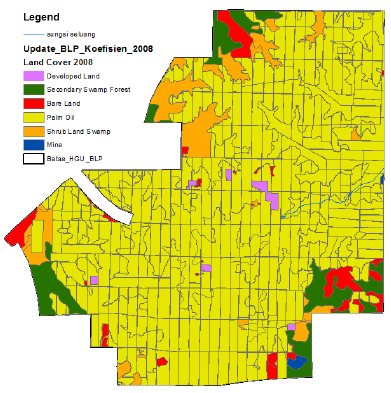 Legend
sungai seluang
Update_BLP_Koefisien_2008
Land Cover 2008
Developed Land
Secondary Swamp Forest
Bare Land
Palm Oil
Shrub Land Swamp
Mine
Batas_HGU_BLP